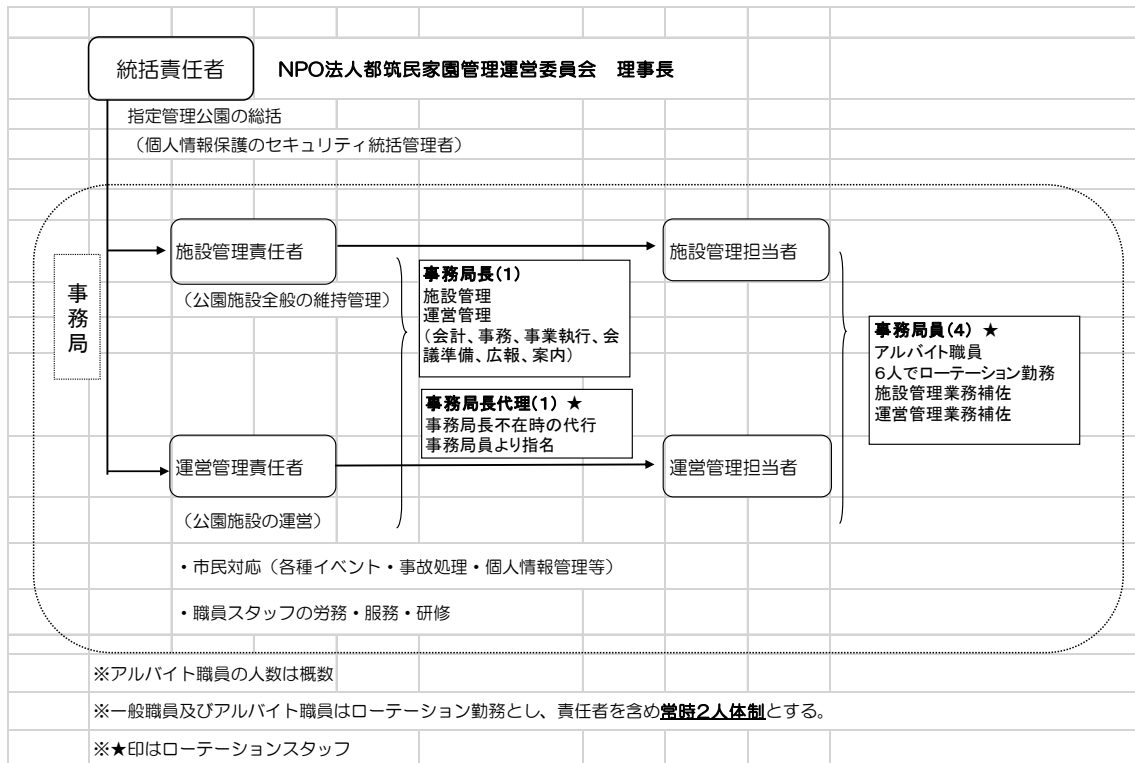 統括責任者
NPO法人都筑民家園管理運営委員会　理事長
指定管理公園の総括
（個人情報保護のセキュリティ統括管理者）
事務局
施設管理責任者
（公園施設全般の維持管理）
事務局長(1)
施設管理
運営管理
(会計、事務、事業執行、会
議準備、広報、案内)
事務局長代理(1) ★
事務局長不在時の代行
事務局員より指名
施設管理担当者
事務局員(4) ★
アルバイト職員
6人でローテーション勤務
施設管理業務補佐
運営管理業務補佐
運営管理責任者
運営管理担当者
（公園施設の運営）
・市民対応（各種イベント・事故処理・個人情報管理等）
・職員スタッフの労務・服務・研修
※アルバイト職員の人数は概数
※一般職員及びアルバイト職員はローテーション勤務とし、責任者を含め常時2人体制とする。
※★印はローテーションスタッフ